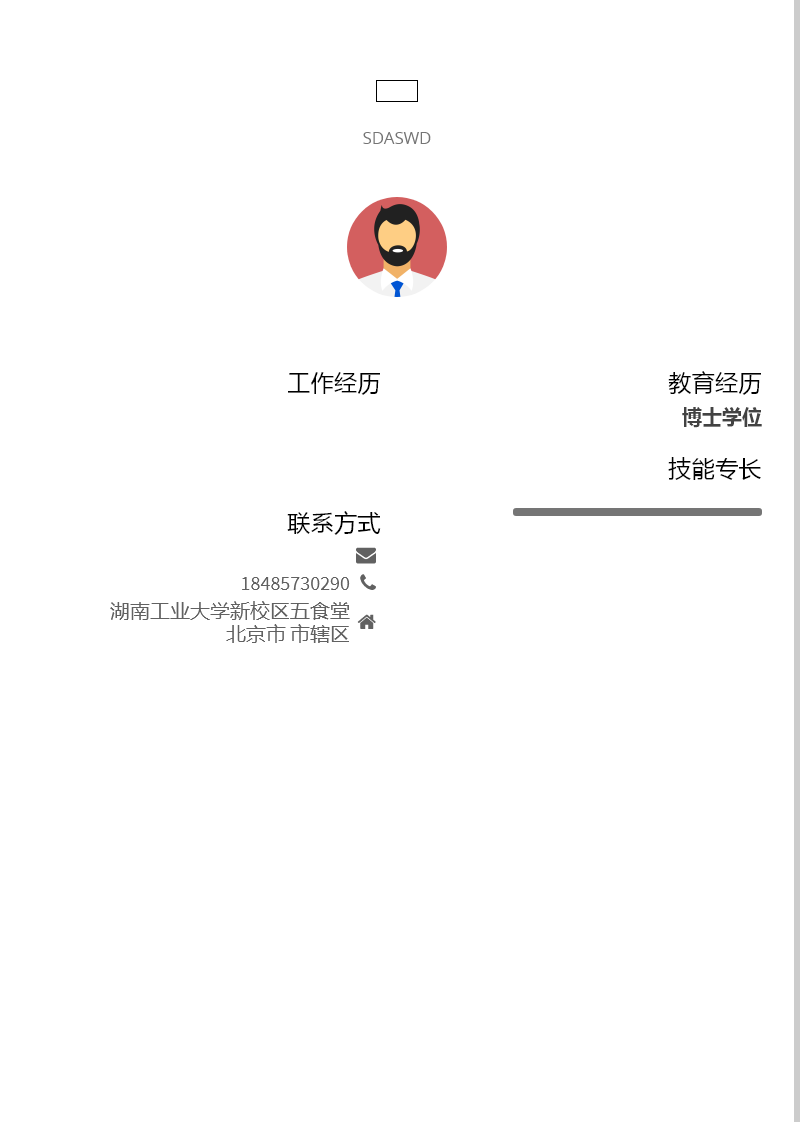 SDASWD
工作经历
联系方式
18485730290
湖南工业大学新校区五食堂
北京市 市辖区
教育经历
博士学位
技能专长